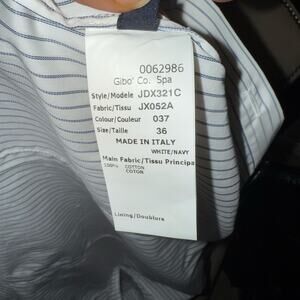 0062986
Gibo' Co. Spa
Style/Modele JDX321C
Fabric/Tissu JX052A
Colour/Couleur 037
Size/Taille 36
MADE IN ITALY
WHITE/NAVY
Main Fabric/Tissu Principa
100% COTTON
COTON
Lining/Doublure